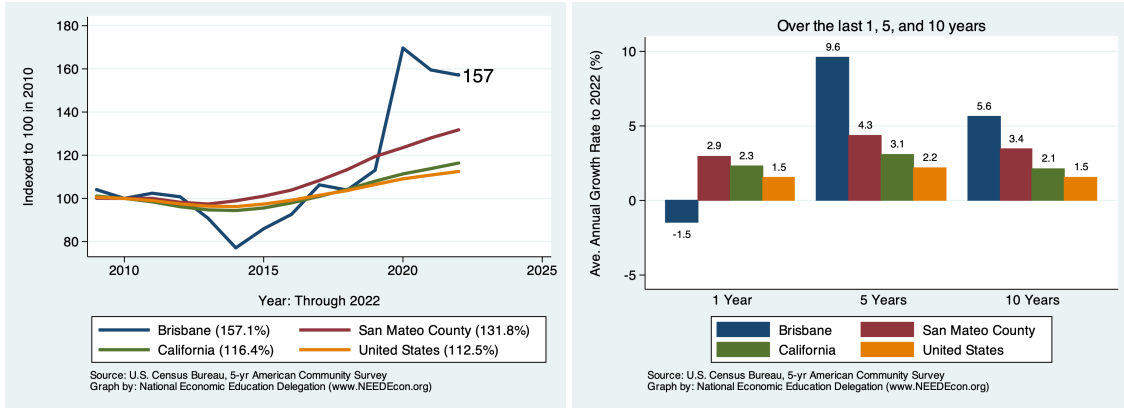 Indexed to 100 in 2010
180
160
140
120
100
80
157
2010
2015
2020
2025
Year: Through 2022
Brisbane (157.1%)
San Mateo County (131.8%)
California (116.4%)
United States (112.5%)
Source: U.S. Census Bureau, 5-yr American Community Survey
Graph by: National Economic Education Delegation (www.NEEDEcon.org)
Over the last 1, 5, and 10 years
Ave. Annual Growth Rate to 2022 (%)
10
5
0
-5
-1.5
2.9
2.3
1.5
9.6
4.3
3.1
2.2
5.6
3.4
2.1
1.5
1 Year
5 Years
10 Years
Brisbane
San Mateo County
California
United States
Source: U.S. Census Bureau, 5-yr American Community Survey
Graph by: National Economic Education Delegation (www.NEEDEcon.org)